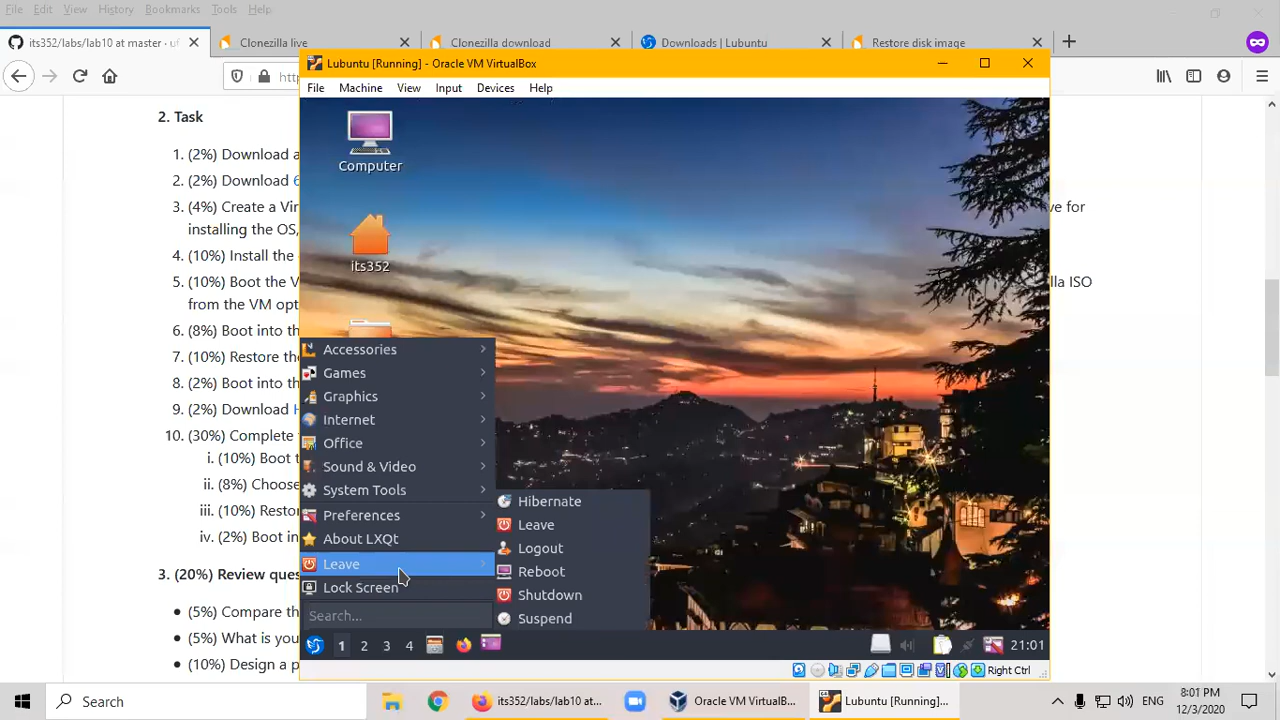 File Edit View History Bookmarks Tools Help
its352/labs/lab10 at master · uf
Clonezilla live
Clonezilla download
Downloads | Lubuntu
Restore disk image
Lubuntu [Running] - Oracle VM VirtualBox
File Machine View Input Devices Help
2. Task
1. (2%) Download a
2. (2%) Download 6
3. (4%) Create a Vir
ve for
installing the OS,
4. (10%) Install the
5. (10%) Boot the V
illa ISO
from the VM opt
6. (8%) Boot into th
7. (10%) Restore the
8. (2%) Boot into th
9. (2%) Download H
10. (30%) Complete
i. (10%) Boot t
ii. (8%) Choose
iii. (10%) Restor
iv. (2%) Boot in
3. (20%) Review ques
(5%) Compare th
(5%) What is you
(10%) Design a p
Computer
its352
Accessories
Games
Graphics
Internet
Office
Sound & Video
System Tools
Preferences
About LXQt
Leave
Lock Screen
Search...
Hibernate
Leave
Logout
Reboot
Shutdown
Suspend
1 2 3 4
21:01
Right Ctrl
Search
its352/labs/lab10 at...
Oracle VM VirtualB...
Lubuntu [Running]...
ENG
8:01 PM
12/3/2020